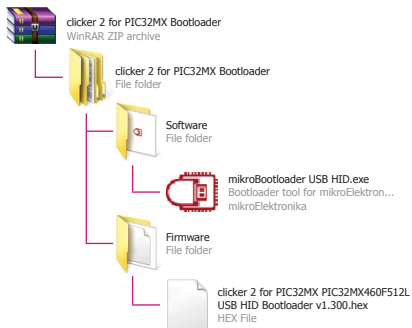 clicker 2 for PIC32MX Bootloader
WinRAR ZIP archive
clicker 2 for PIC32MX Bootloader
File folder
Software
File folder
mikroBootloader USB HID.exe
Bootloader tool for mikroElektron...
mikroElektronika
Firmware
File folder
clicker 2 for PIC32MX PIC32MX460F512L
USB HID Bootloader v1.300.hex
HEX File